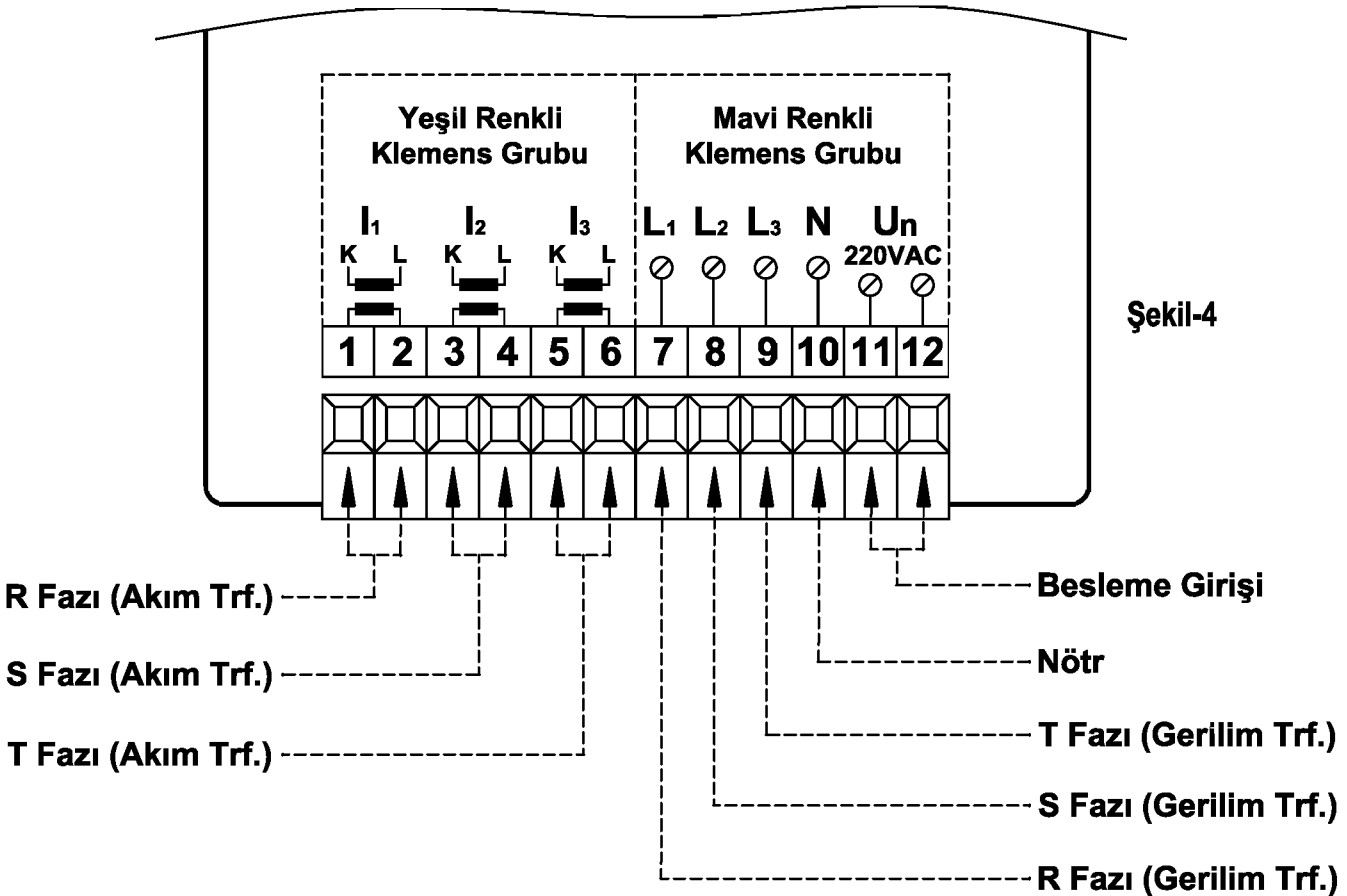 Yeşil Renkli
Klemens Grubu
Mavi Renkli
Klemens Grubu
I₁ I₂ I₃ L₁ L₂ L₃ N Un
K L K L K L 220VAC
1 2 3 4 5 6 7 8 9 10 11 12
Şekil-4
R Fazı (Akım Trf.)
S Fazı (Akım Trf.)
T Fazı (Akım Trf.)
Besleme Girişi
Nötr
T Fazı (Gerilim Trf.)
S Fazı (Gerilim Trf.)
R Fazı (Gerilim Trf.)